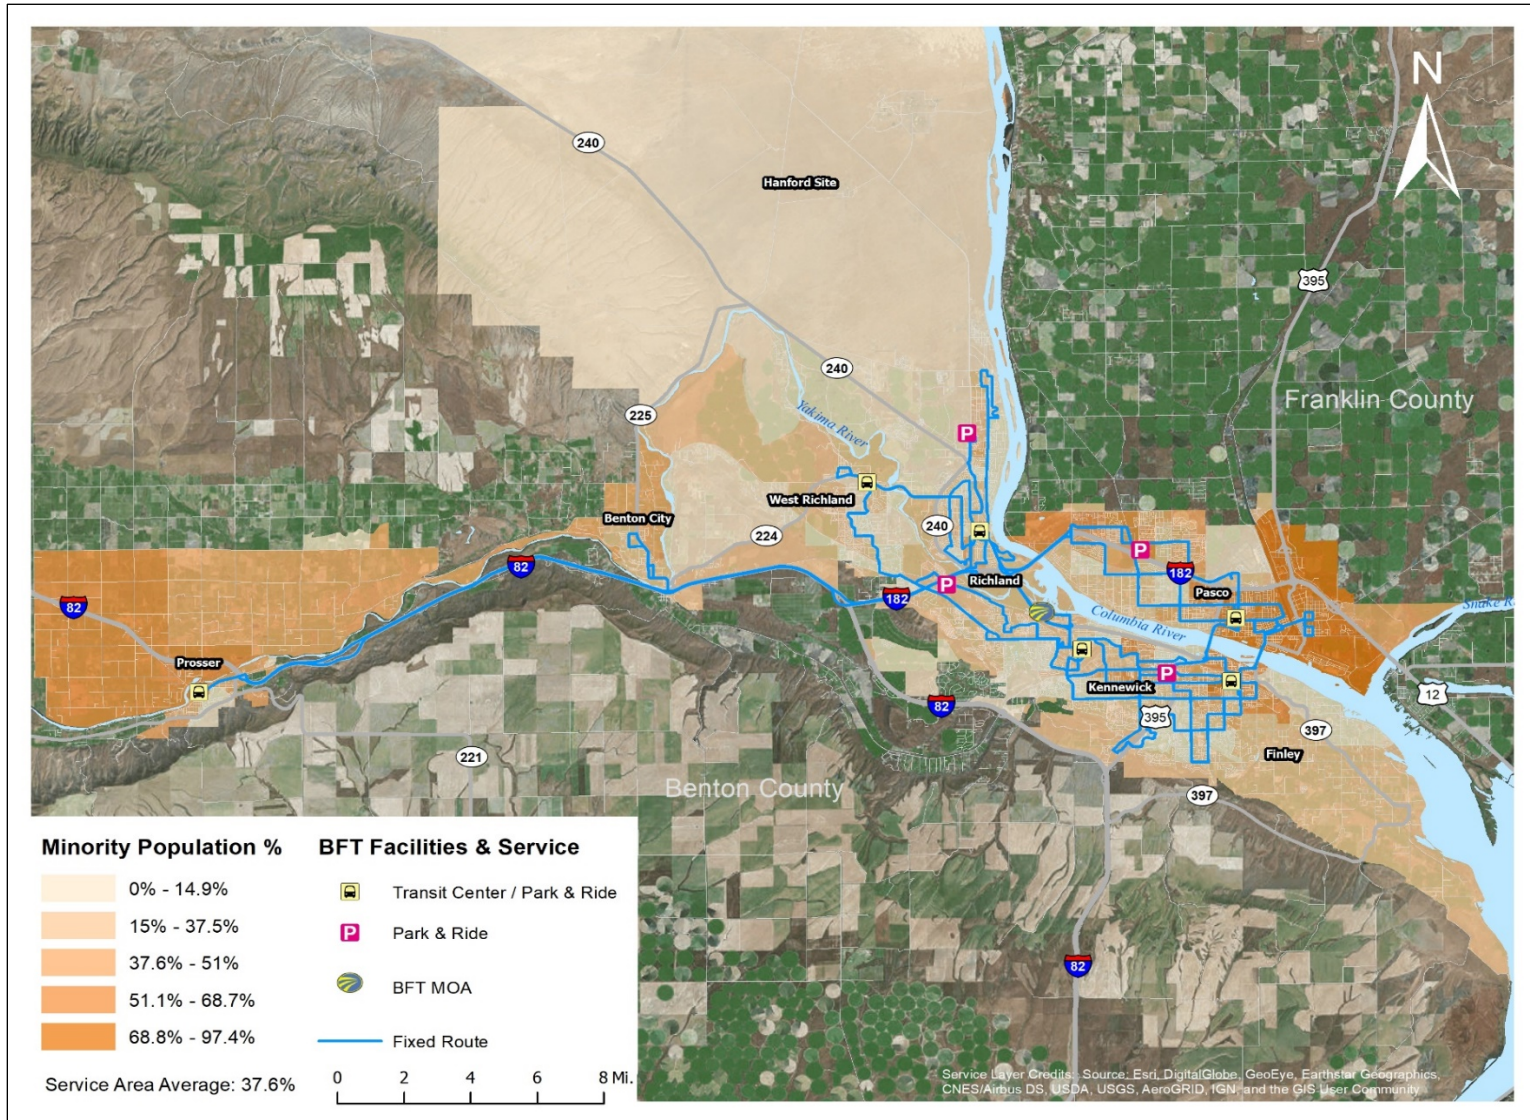 N
240
Hanford Site
395
240
Franklin County
225
Yakima River
West Richland
Benton City
240
224
82
182
Richland
182
Pasco
82
Columbia River
Prosser
Kennewick
12
82
395
397
Finley
221
Benton County
397
82
Minority Population %
0% - 14.9%
15% - 37.5%
37.6% - 51%
51.1% - 68.7%
68.8% - 97.4%
Service Area Average: 37.6%
BFT Facilities & Service
Transit Center / Park & Ride
P Park & Ride
BFT MOA
Fixed Route
0 2 4 6 8 Mi.
P
P
P
P
Snake
Service Layer Credits: Source: Esri, DigitalGlobe, GeoEye, Earthstar Geographics,
CNES/Airbus DS, USDA, USGS, AeroGRID, IGN, and the GIS User Community